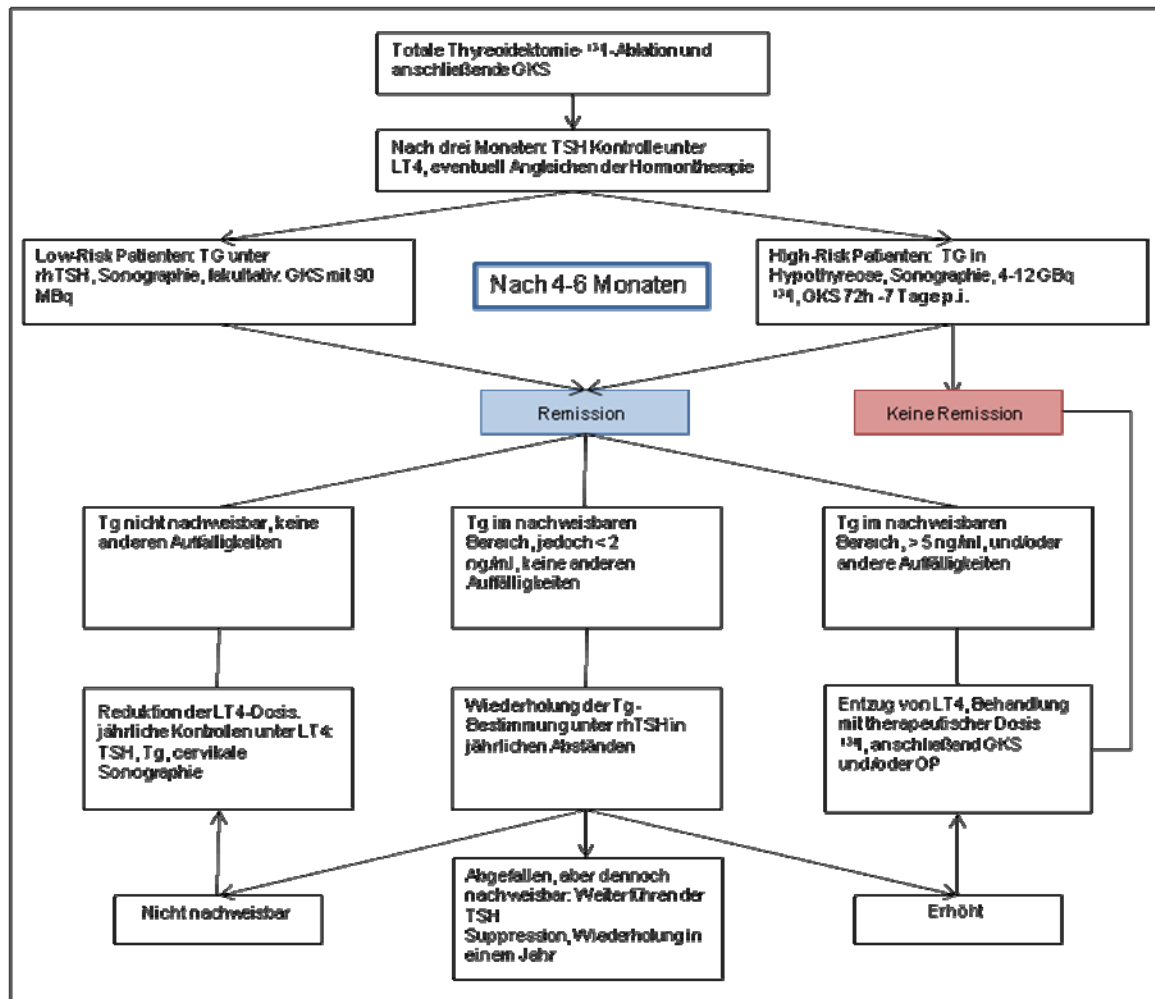 Totale Thyreoidektomie- ¹³¹I-Ablation und
anschließende GKS
Nach drei Monaten: TSH Kontrolle unter
LT4, eventuell Angleichen der Hormontherapie
Low-Risk Patienten: TG unter
rhTSH, Sonographie, fakultativ: GKS mit 90
MBq
Nach 4-6 Monaten
High-Risk Patienten: TG in
Hypothyreose, Sonographie, 4-12 GBq
¹³¹I, GKS 72h -7 Tage p.i.
Remission
Keine Remission
Tg nicht nachweisbar, keine
anderen Auffälligkeiten
Tg im nachweisbaren
Bereich, jedoch < 2
ng/ml, keine anderen
Auffälligkeiten
Tg im nachweisbaren
Bereich, > 5 ng/ml, und/oder
andere Auffälligkeiten
Reduktion der LT4-Dosis.
jährliche Kontrollen unter LT4:
TSH, Tg, cervikale
Sonographie
Wiederholung der Tg-
Bestimmung unter rhTSH in
jährlichen Abständen
Entzug von LT4, Behandlung
mit therapeutischer Dosis
¹³¹I, anschließend GKS
und/oder OP
Nicht nachweisbar
Abgefallen, aber dennoch
nachweisbar: Weiterführen der
TSH
Suppression, Wiederholung in
einem Jahr
Erhöht